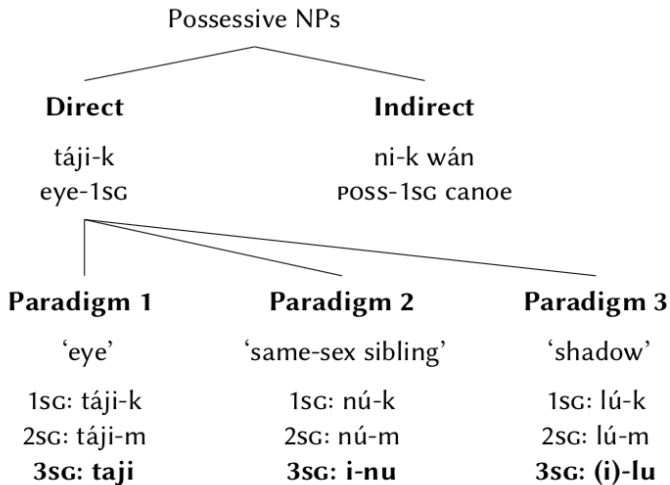 Possessive NPs
Direct Indirect
táji-k ni-k wán
eye-1SG POSS-1SG canoe
Paradigm 1 Paradigm 2 Paradigm 3
‘eye’ ‘same-sex sibling’ ‘shadow’
1SG: táji-k 1SG: nú-k 1SG: lú-k
2SG: táji-m 2SG: nú-m 2SG: lú-m
3SG: taji 3SG: i-nu 3SG: (i)-lu